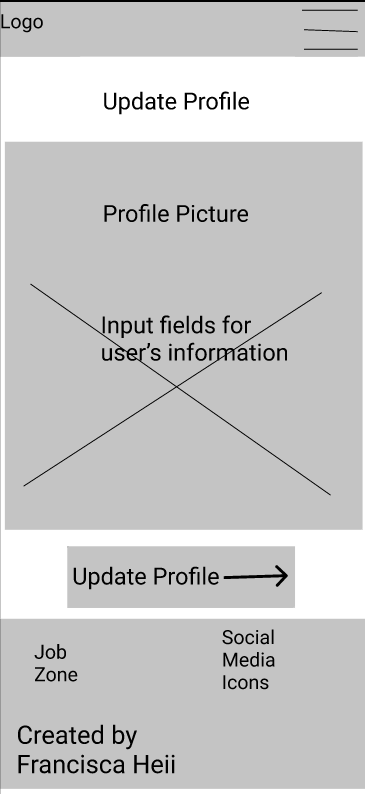 Logo
Update Profile
Profile Picture
Input fields for
user's information
Update Profile
Job
Zone
Social
Media
Icons
Created by
Francisca Heii